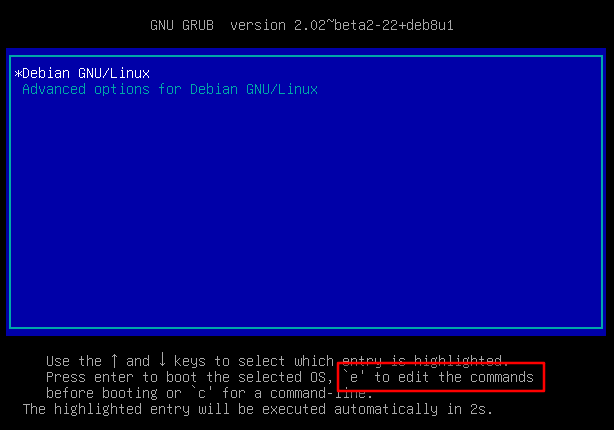 GNU GRUB  version 2.02~beta2-22+deb8u1
*Debian GNU/Linux
Advanced options for Debian GNU/Linux
Use the ↑ and ↓ keys to select which entry is highlighted.
Press enter to boot the selected OS, `e' to edit the commands
before booting or `c' for a command-line.
The highlighted entry will be executed automatically in 2s.